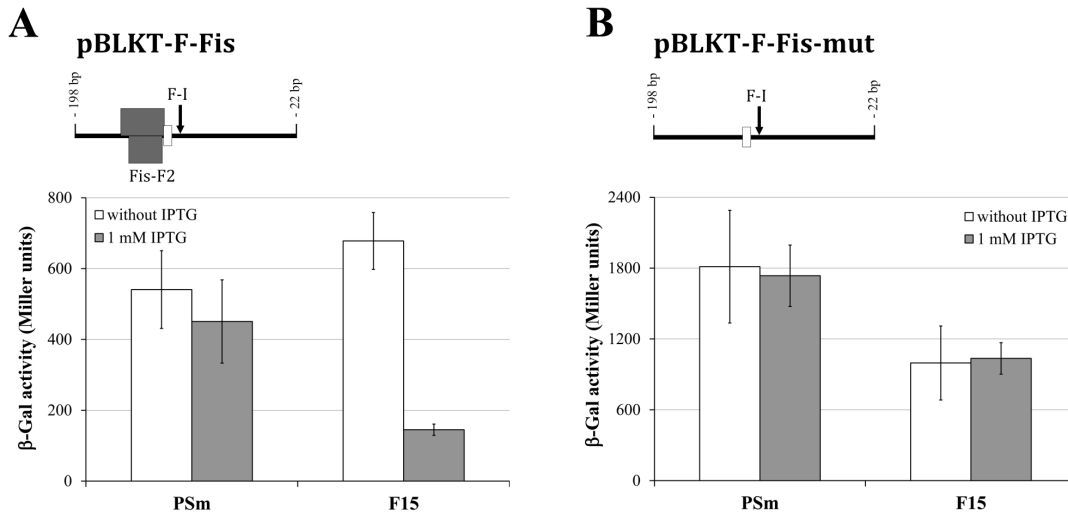 A
pBLKT-F-Fis
- 198 bp
F-I
- 22 bp
Fis-F2
800
600
400
200
0
β-Gal activity (Miller units)
without IPTG
1 mM IPTG
PSm
F15
B
pBLKT-F-Fis-mut
- 198 bp
F-I
- 22 bp
2400
1800
1200
600
0
β-Gal activity (Miller units)
without IPTG
1 mM IPTG
PSm
F15